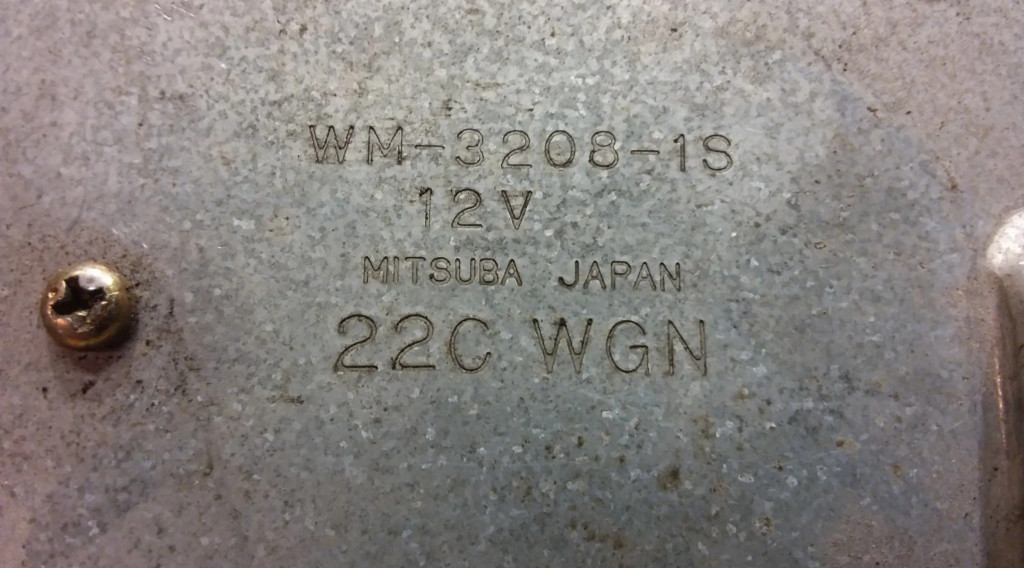 WM-3208-1S
12V
MITSUBA JAPAN
22C WGN